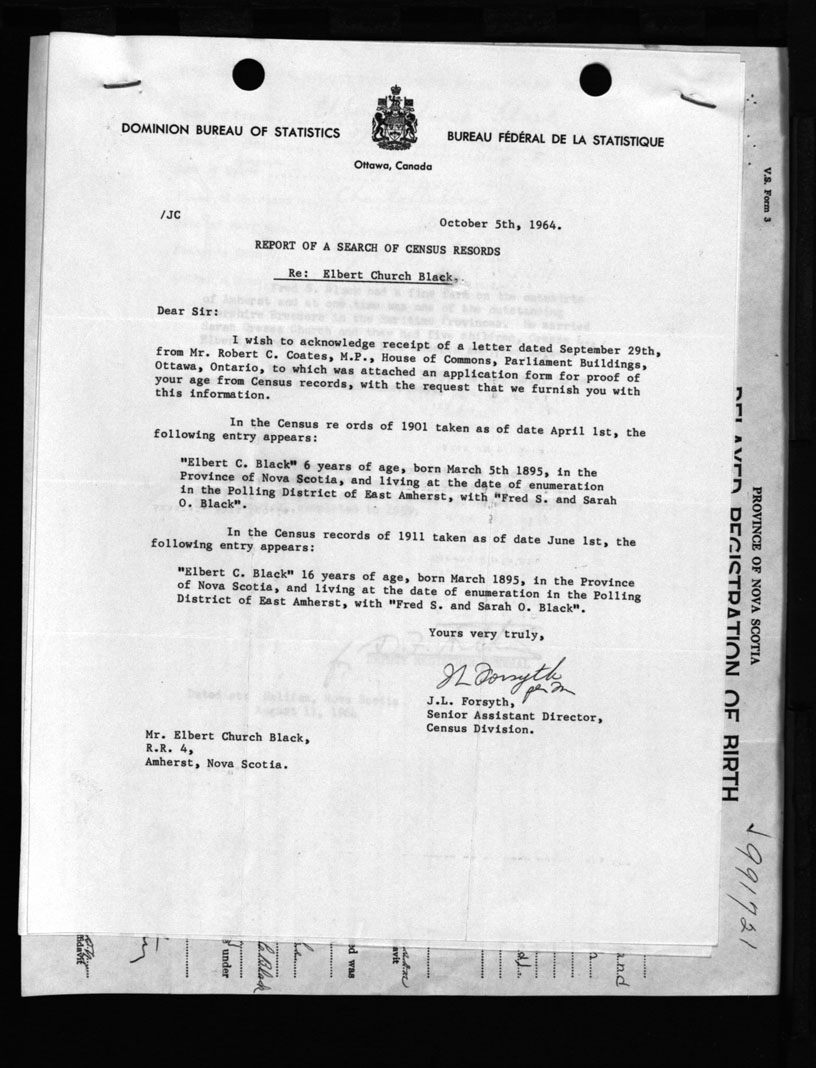 DOMINION BUREAU OF STATISTICS
BUREAU FÉDÉRAL DE LA STATISTIQUE
Ottawa, Canada
/JC
October 5th, 1964.
REPORT OF A SEARCH OF CENSUS RESORDS
Re: Elbert Church Black.
Dear Sir:
I wish to acknowledge receipt of a letter dated September 29th,
from Mr. Robert C. Coates, M.P., House of Commons, Parliament Buildings,
Ottawa, Ontario, to which was attached an application form for proof of
your age from Census records, with the request that we furnish you with
this information.
In the Census re ords of 1901 taken as of date April 1st, the
following entry appears:
"Elbert C. Black" 6 years of age, born March 5th 1895, in the
Province of Nova Scotia, and living at the date of enumeration
in the Polling District of East Amherst, with "Fred S. and Sarah
O. Black".
In the Census records of 1911 taken as of date June 1st, the
following entry appears:
"Elbert C. Black" 16 years of age, born March 1895, in the Province
of Nova Scotia, and living at the date of enumeration in the Polling
District of East Amherst, with "Fred S. and Sarah O. Black".
Yours very truly,
JL Forsyth
J.L. Forsyth,
Senior Assistant Director,
Census Division.
Mr. Elbert Church Black,
R.R. 4,
Amherst, Nova Scotia.
V.S. Form 3
PROVINCE OF NOVA SCOTIA
DELAYED REGISTRATION OF BIRTH
991721
g under
Black
ed was
avit
and